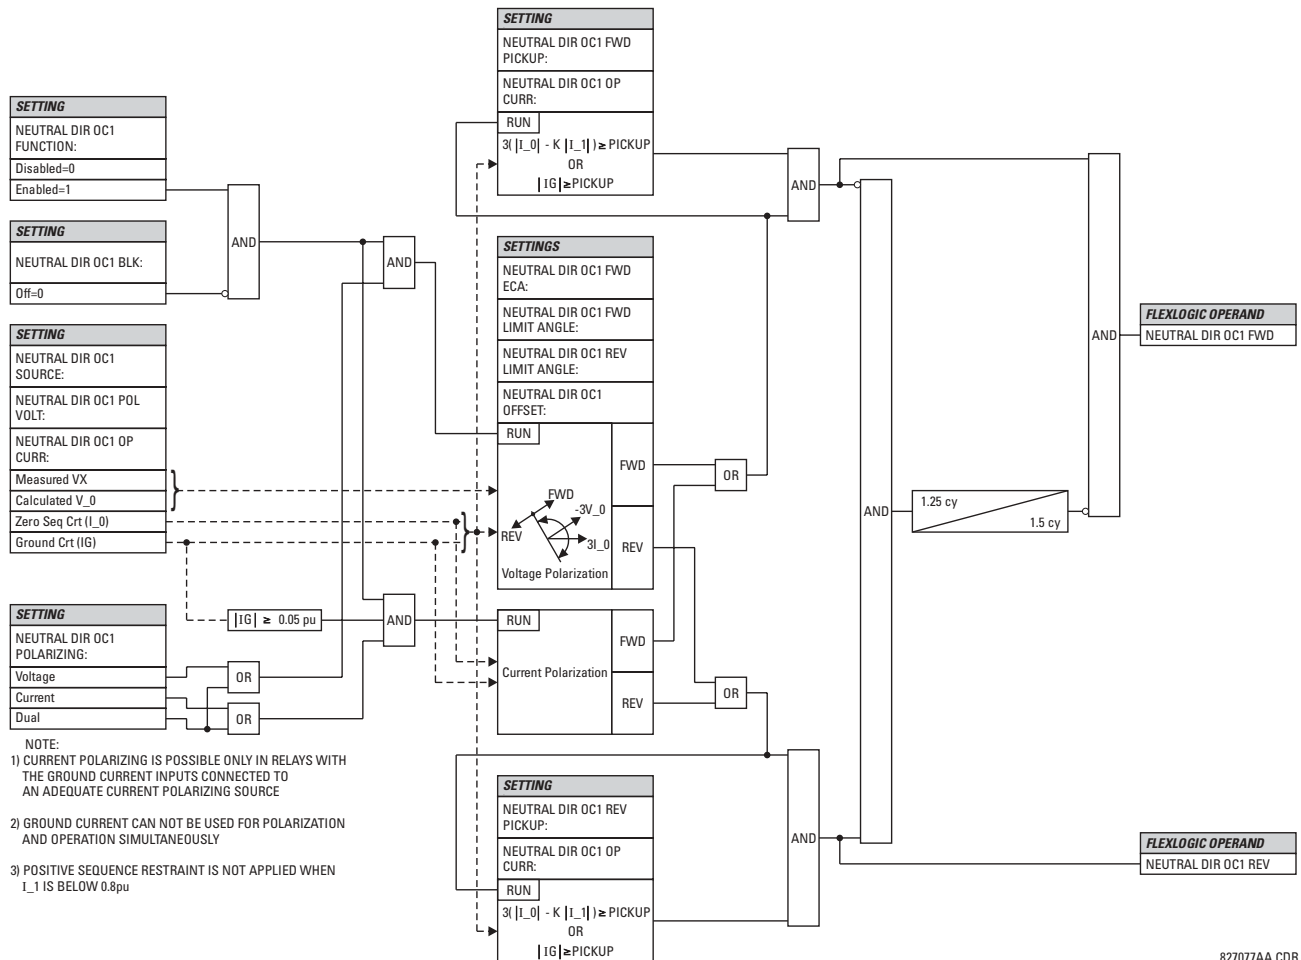 SETTING
NEUTRAL DIR OC1 FWD
PICKUP:
NEUTRAL DIR OC1 OP
CURR:
RUN
3( |I_0| - K |I_1| ) ≥ PICKUP
OR
|IG| ≥ PICKUP
SETTING
NEUTRAL DIR OC1
FUNCTION:
Disabled=0
Enabled=1
SETTING
NEUTRAL DIR OC1 BLK:
Off=0
AND
AND
AND
SETTINGS
NEUTRAL DIR OC1 FWD
ECA:
NEUTRAL DIR OC1 FWD
LIMIT ANGLE:
NEUTRAL DIR OC1 REV
LIMIT ANGLE:
NEUTRAL DIR OC1
OFFSET:
RUN
FWD
REV
FWD
-3V_0
REV
3I_0
Voltage Polarization
SETTING
NEUTRAL DIR OC1
SOURCE:
NEUTRAL DIR OC1 POL
VOLT:
NEUTRAL DIR OC1 OP
CURR:
Measured VX
Calculated V_0
Zero Seq Crt (I_0)
Ground Crt (IG)
OR
AND
1.25 cy
1.5 cy
AND
FLEXLOGIC OPERAND
NEUTRAL DIR OC1 FWD
SETTING
NEUTRAL DIR OC1
POLARIZING:
Voltage
Current
Dual
|IG| ≥ 0.05 pu
AND
OR
OR
RUN
Current Polarization
FWD
REV
OR
NOTE:
1) CURRENT POLARIZING IS POSSIBLE ONLY IN RELAYS WITH
THE GROUND CURRENT INPUTS CONNECTED TO
AN ADEQUATE CURRENT POLARIZING SOURCE
2) GROUND CURRENT CAN NOT BE USED FOR POLARIZATION
AND OPERATION SIMULTANEOUSLY
3) POSITIVE SEQUENCE RESTRAINT IS NOT APPLIED WHEN
I_1 IS BELOW 0.8pu
SETTING
NEUTRAL DIR OC1 REV
PICKUP:
NEUTRAL DIR OC1 OP
CURR:
RUN
3( |I_0| - K |I_1| ) ≥ PICKUP
OR
|IG| ≥ PICKUP
AND
FLEXLOGIC OPERAND
NEUTRAL DIR OC1 REV
827077AA.CDR